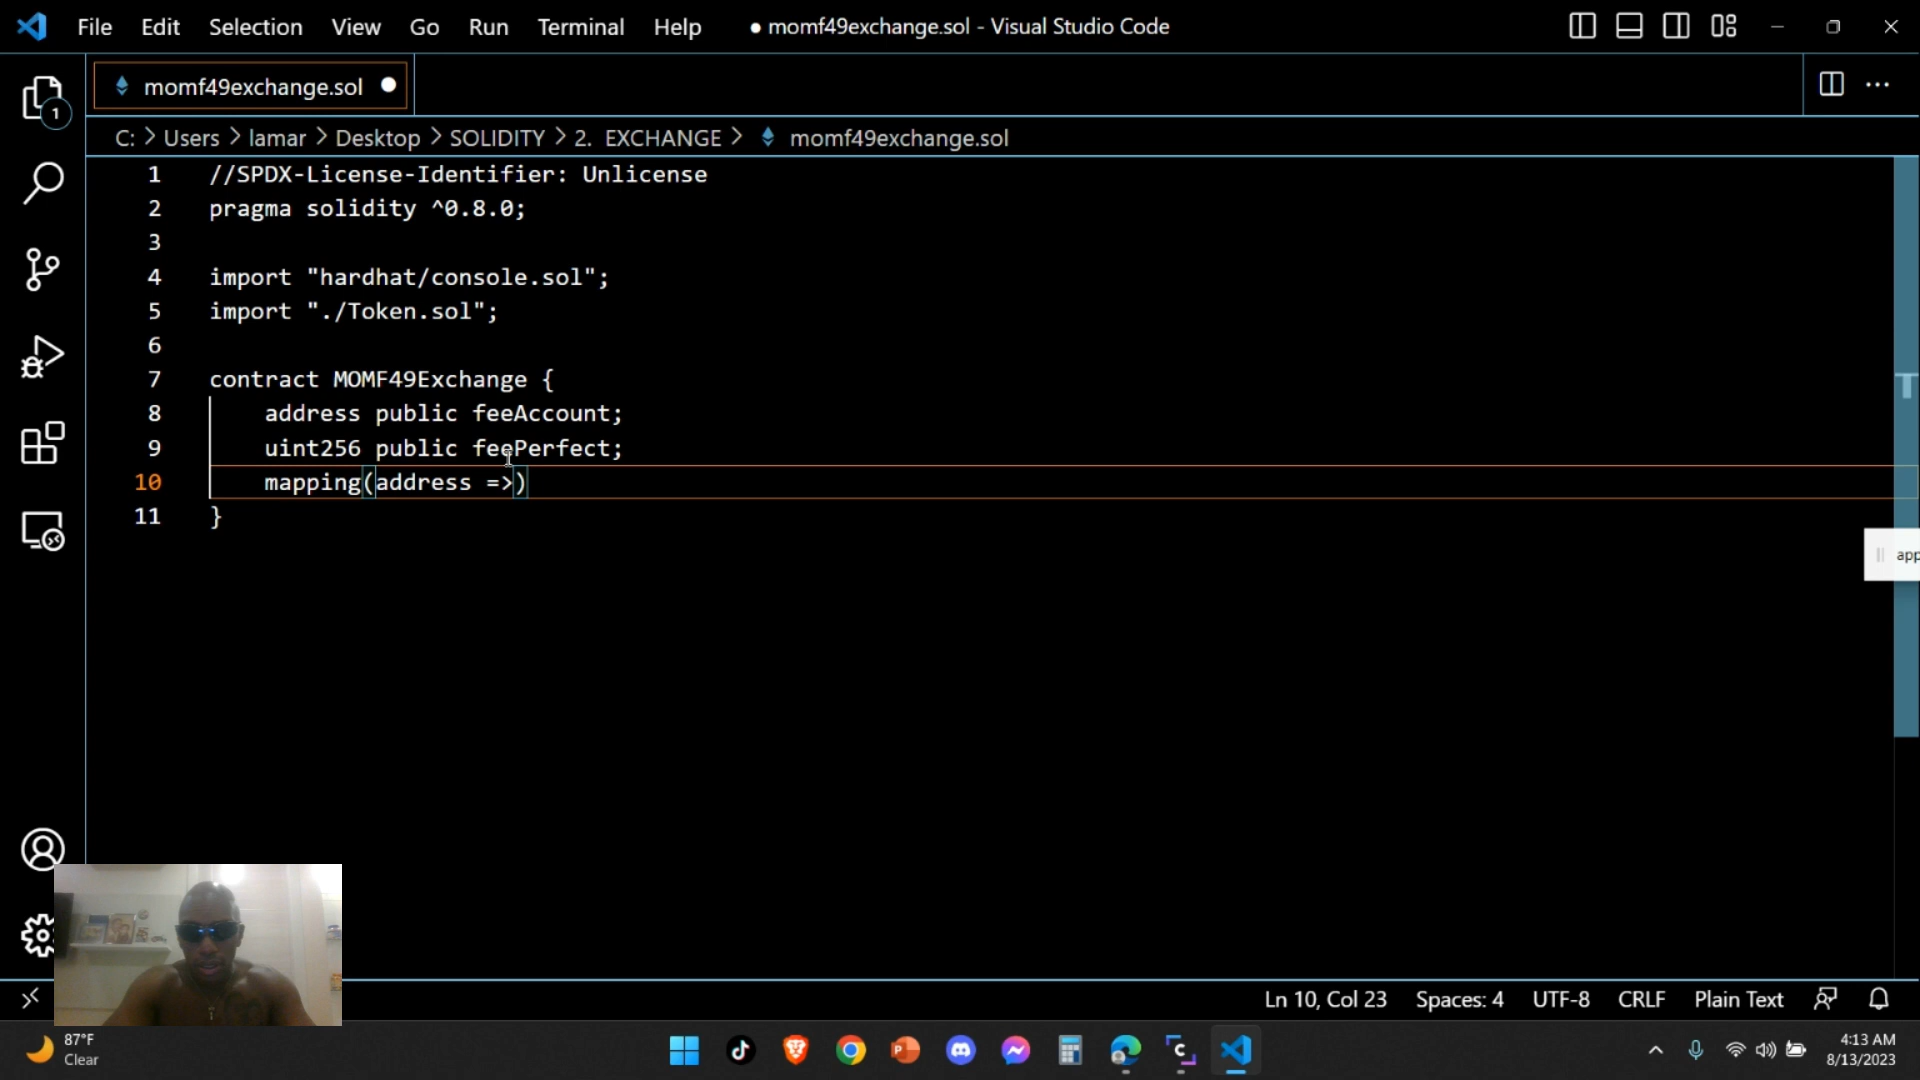 File Edit Selection View Go Run Terminal Help ● momf49exchange.sol - Visual Studio Code
momf49exchange.sol
1
C: > Users > lamar > Desktop > SOLIDITY > 2. EXCHANGE > momf49exchange.sol
1 //SPDX-License-Identifier: Unlicense
2 pragma solidity ^0.8.0;
3
4 import "hardhat/console.sol";
5 import "./Token.sol";
6
7 contract MOMF49Exchange {
8 address public feeAccount;
9 uint256 public feePerfect;
10 mapping(address =>)
11 }
app
Ln 10, Col 23 Spaces: 4 UTF-8 CRLF Plain Text
87°F
Clear
4:13 AM
8/13/2023